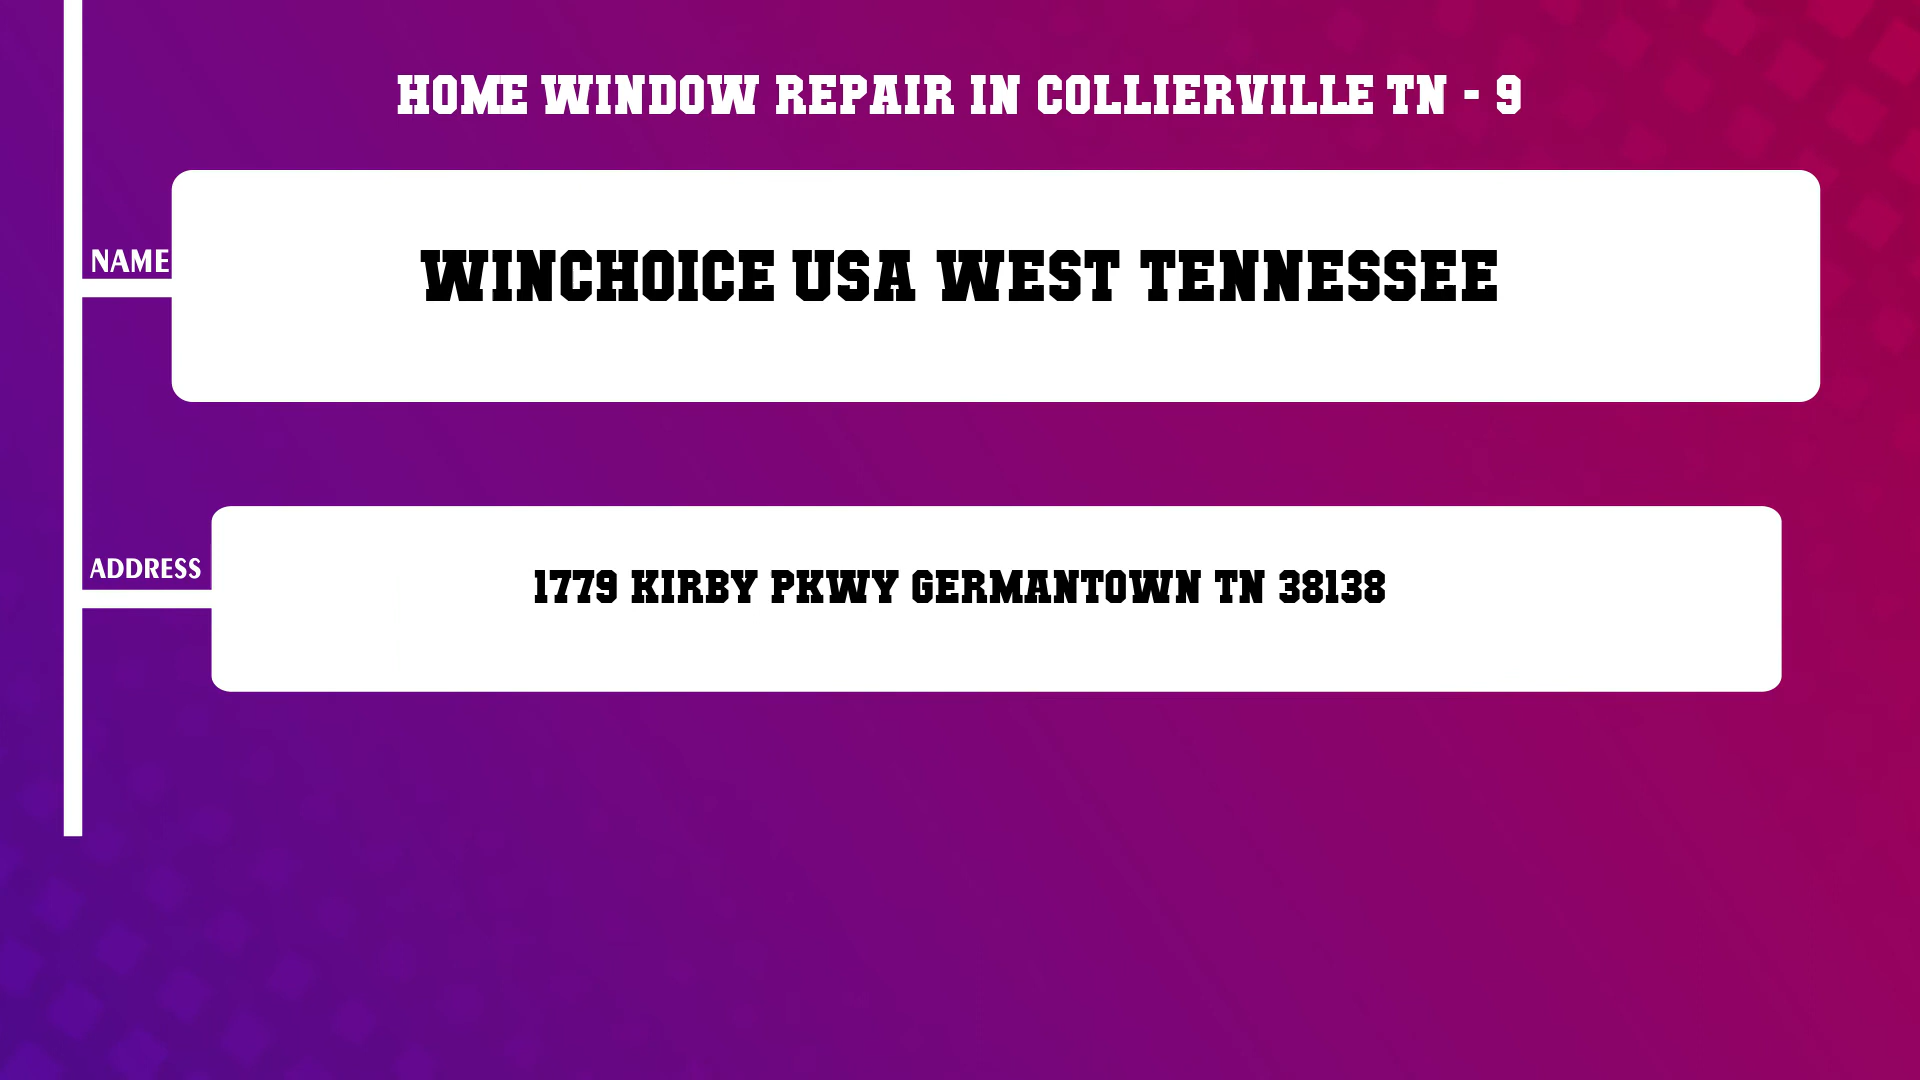 HOME WINDOW REPAIR IN COLLIERVILLE TN - 9
NAME
WINCHOICE USA WEST TENNESSEE
ADDRESS
1779 KIRBY PKWY GERMANTOWN TN 38138